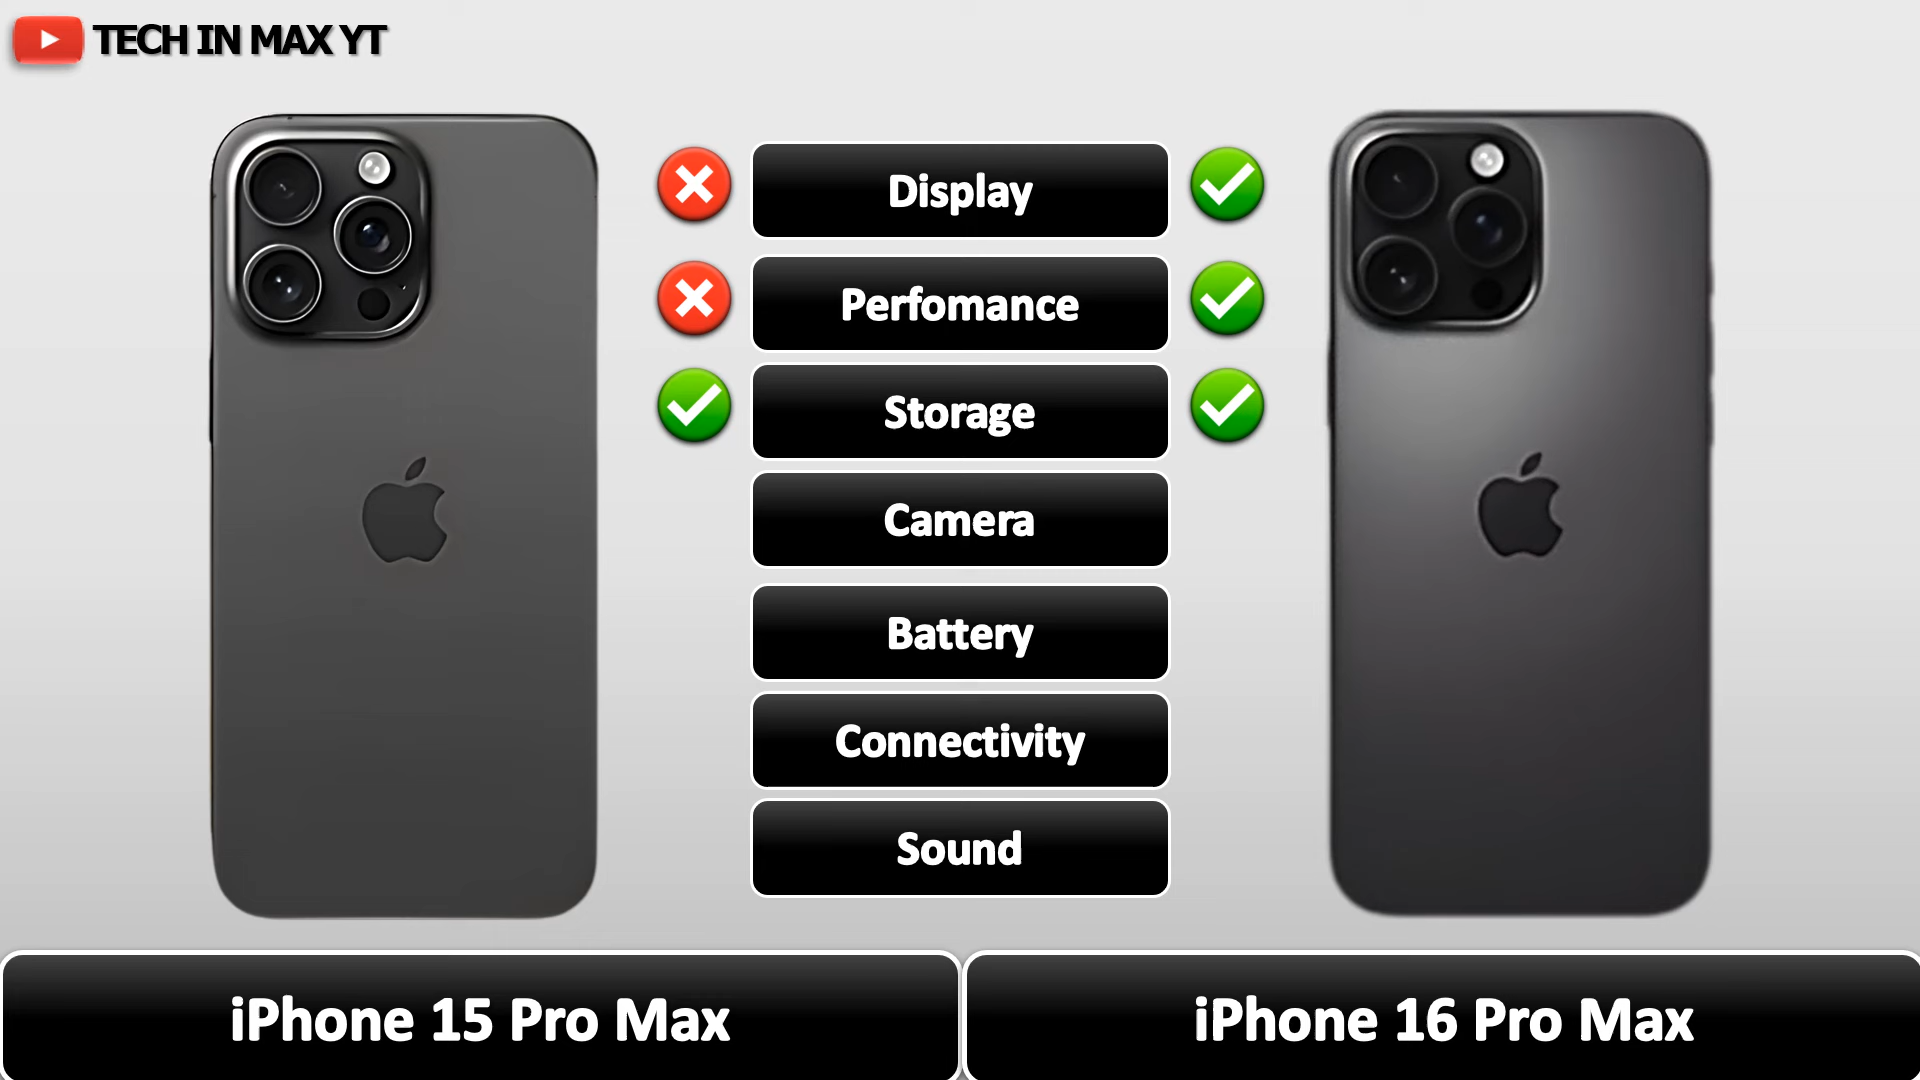 TECH IN MAX YT
Display
Perfomance
Storage
Camera
Battery
Connectivity
Sound
iPhone 15 Pro Max
iPhone 16 Pro Max